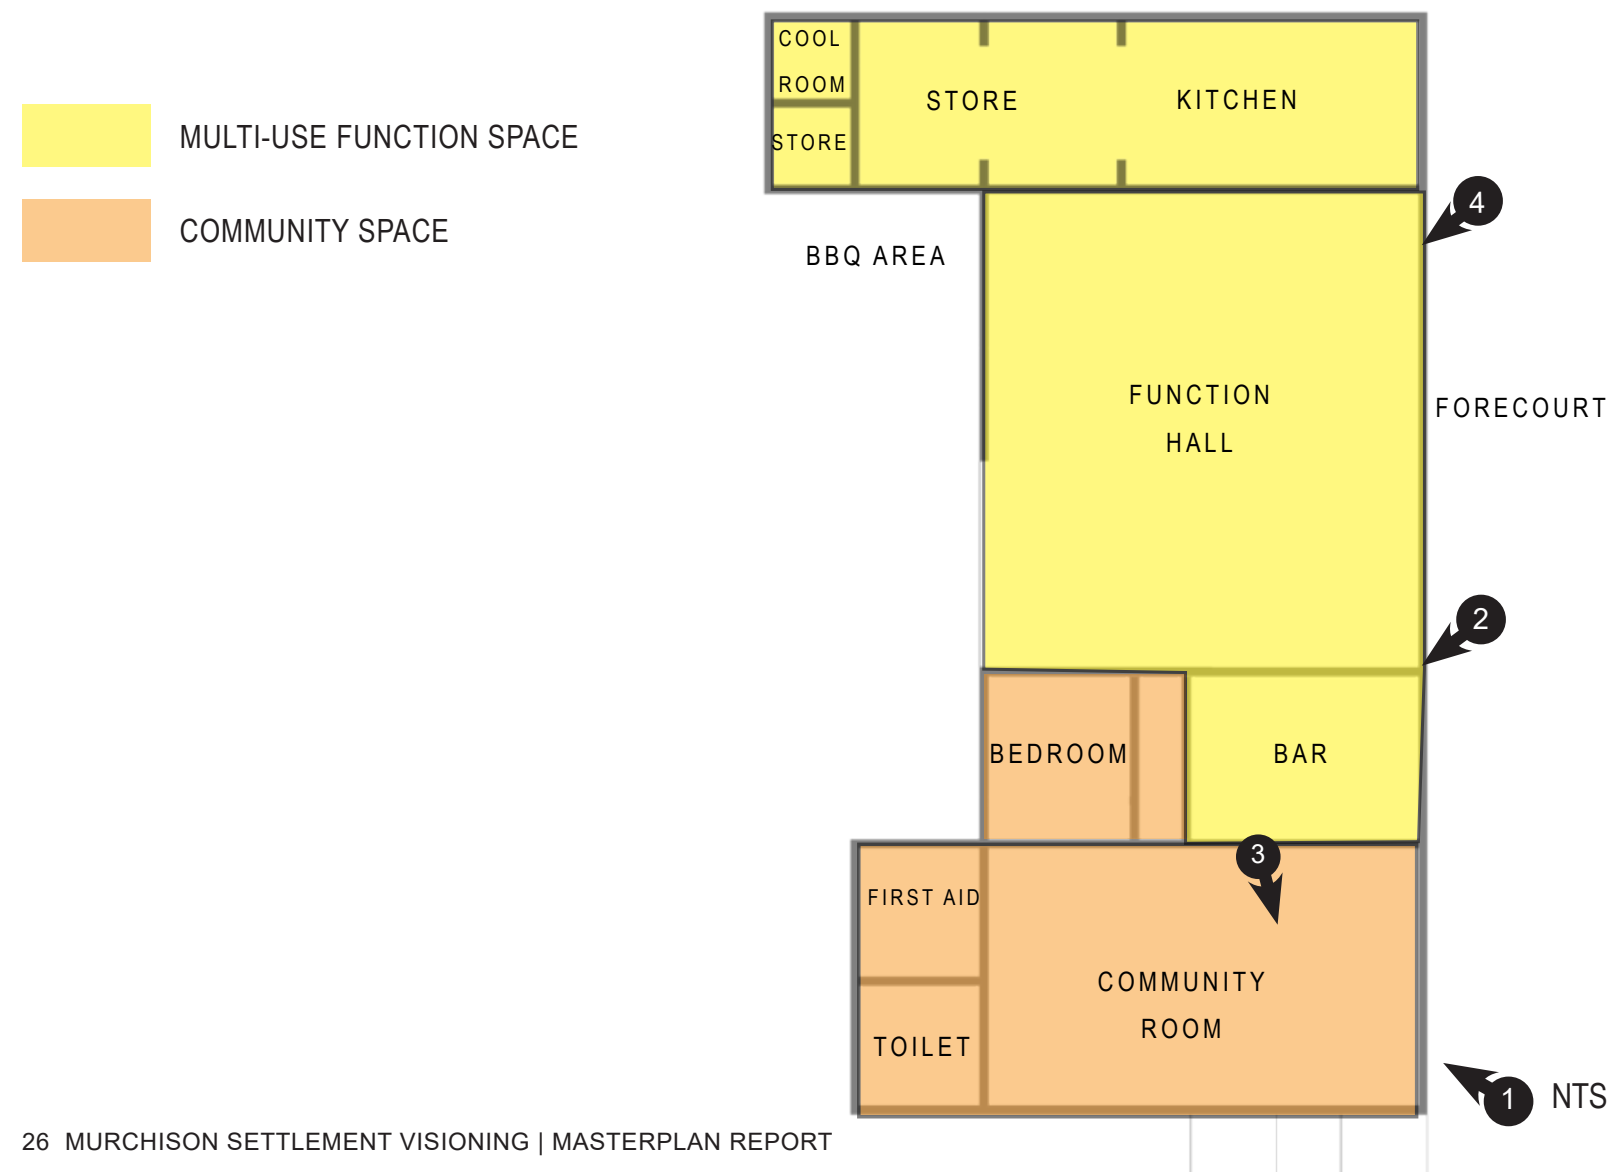 MULTI-USE FUNCTION SPACE
COMMUNITY SPACE
COOL
ROOM
STORE
STORE
KITCHEN
4
BBQ AREA
FUNCTION
HALL
FORECOURT
2
BEDROOM
BAR
3
FIRST AID
COMMUNITY
ROOM
TOILET
1
NTS
26 MURCHISON SETTLEMENT VISIONING | MASTERPLAN REPORT